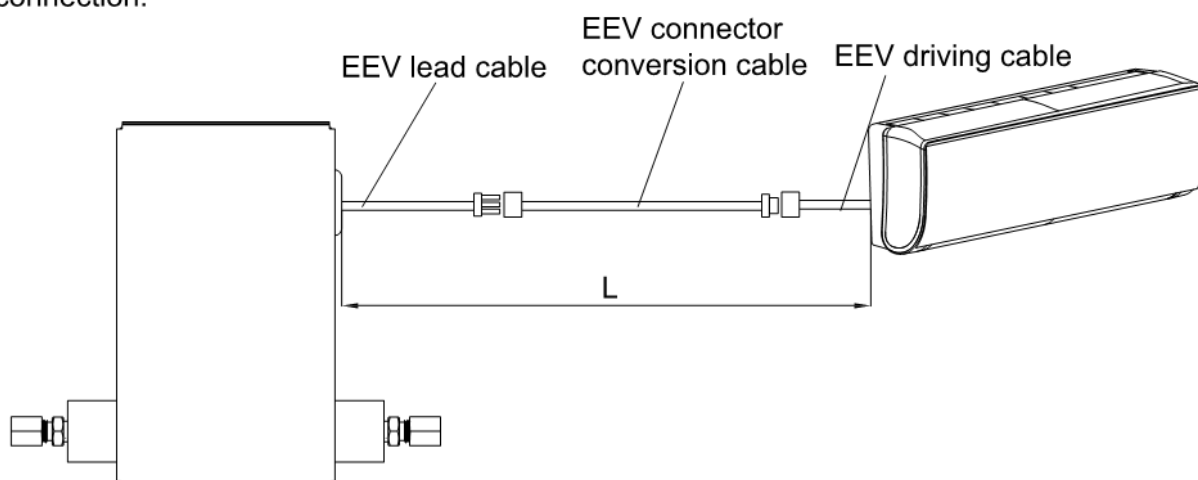 connection.
EEV lead cable
EEV connector
conversion cable
EEV driving cable
L